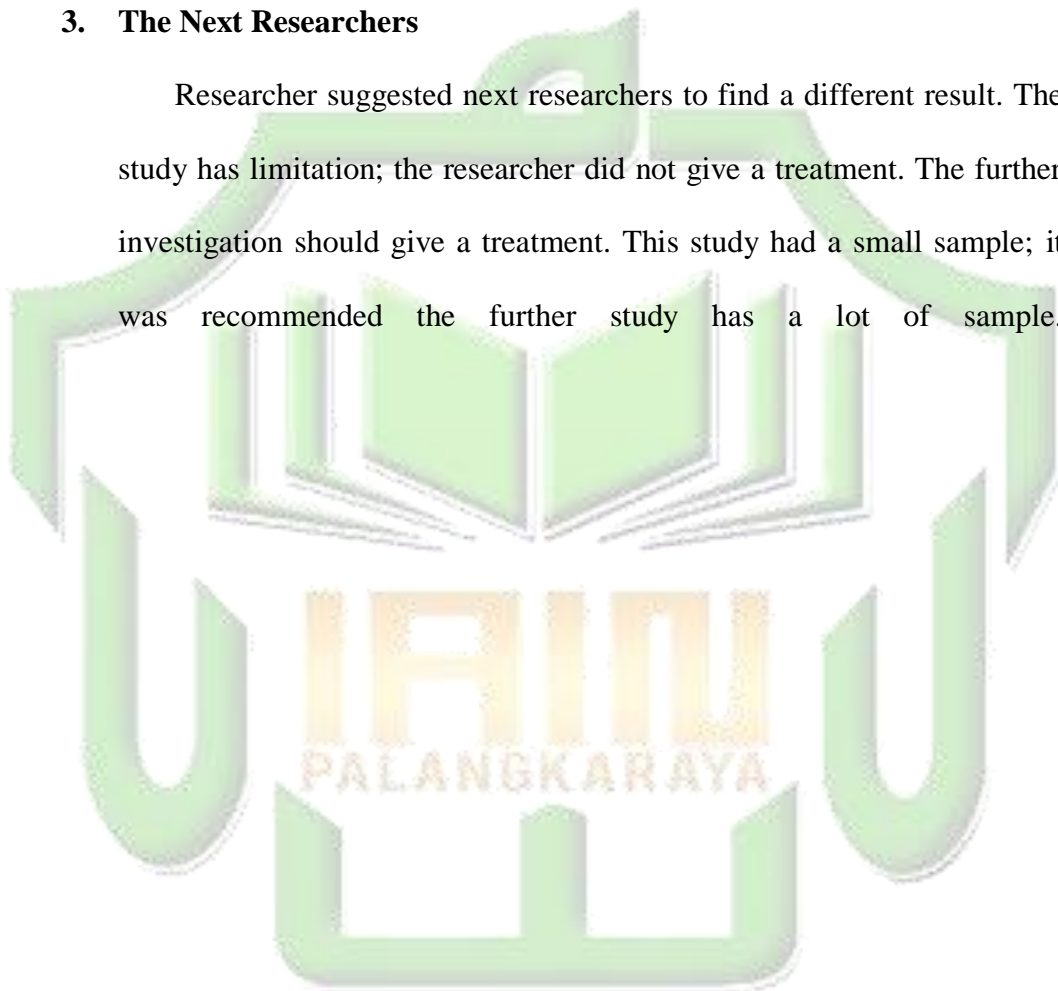 3. The Next Researchers
Researcher suggested next researchers to find a different result. The
study has limitation; the researcher did not give a treatment. The further
investigation should give a treatment. This study had a small sample; it
was recommended the further study has a lot of sample.
IAIN
PALANGKARAYA